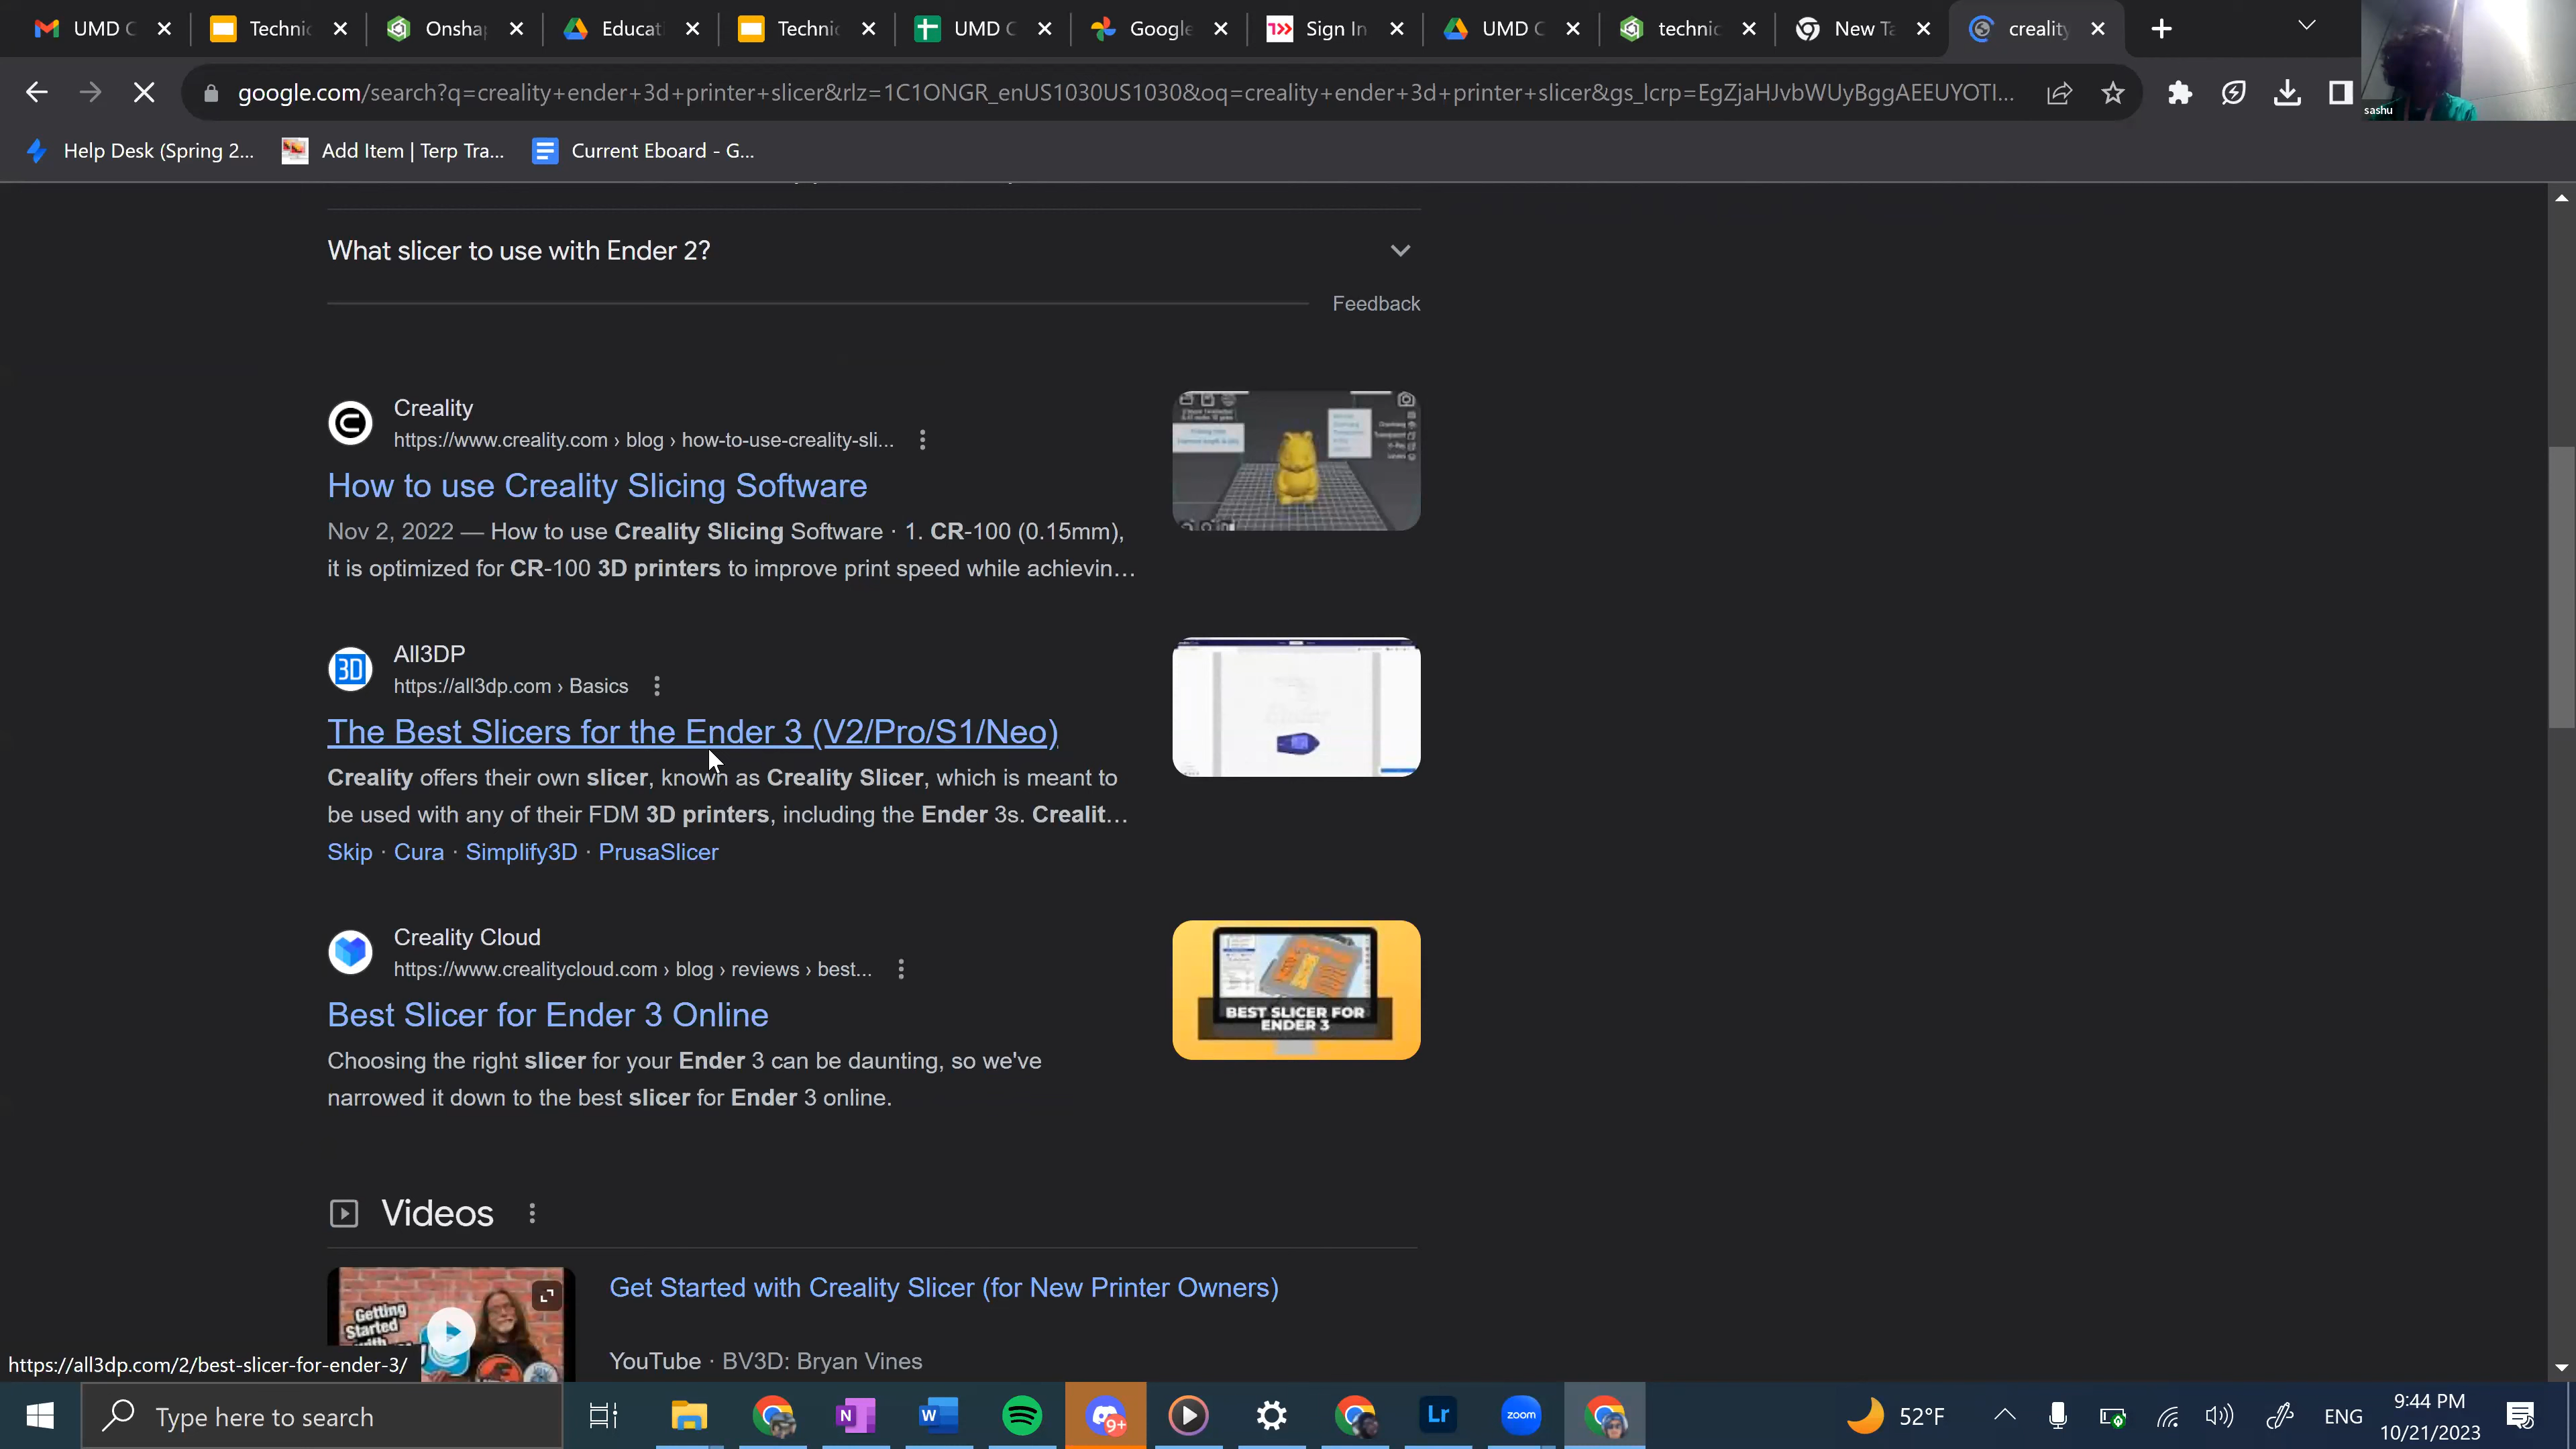 UMD C
Technic
Onshap
Educati
Technic
UMD C
Google
Sign In
UMD C
technic
New Ta
creality
google.com/search?q=creality+ender+3d+printer+slicer&rlz=1C1ONGR_enUS1030US1030&oq=creality+ender+3d+printer+slicer&gs_lcrp=EgZjaHJvbWUyBggAEEUYOTI...
sashu
Help Desk (Spring 2...
Add Item | Terp Tra...
Current Eboard - G...
What slicer to use with Ender 2?
Feedback
Creality
https://www.creality.com › blog › how-to-use-creality-sli...
How to use Creality Slicing Software
Nov 2, 2022 — How to use Creality Slicing Software · 1. CR-100 (0.15mm),
it is optimized for CR-100 3D printers to improve print speed while achievin...
3D
All3DP
https://all3dp.com › Basics
The Best Slicers for the Ender 3 (V2/Pro/S1/Neo)
Creality offers their own slicer, known as Creality Slicer, which is meant to
be used with any of their FDM 3D printers, including the Ender 3s. Crealit...
Skip · Cura · Simplify3D · PrusaSlicer
Creality Cloud
https://www.crealitycloud.com › blog › reviews › best...
Best Slicer for Ender 3 Online
Choosing the right slicer for your Ender 3 can be daunting, so we've
narrowed it down to the best slicer for Ender 3 online.
BEST SLICER FOR
ENDER 3
Videos
Getting
Started
with
Get Started with Creality Slicer (for New Printer Owners)
YouTube · BV3D: Bryan Vines
https://all3dp.com/2/best-slicer-for-ender-3/
Type here to search
N
W
9+
Lr
zoom
52°F
ENG
9:44 PM
10/21/2023